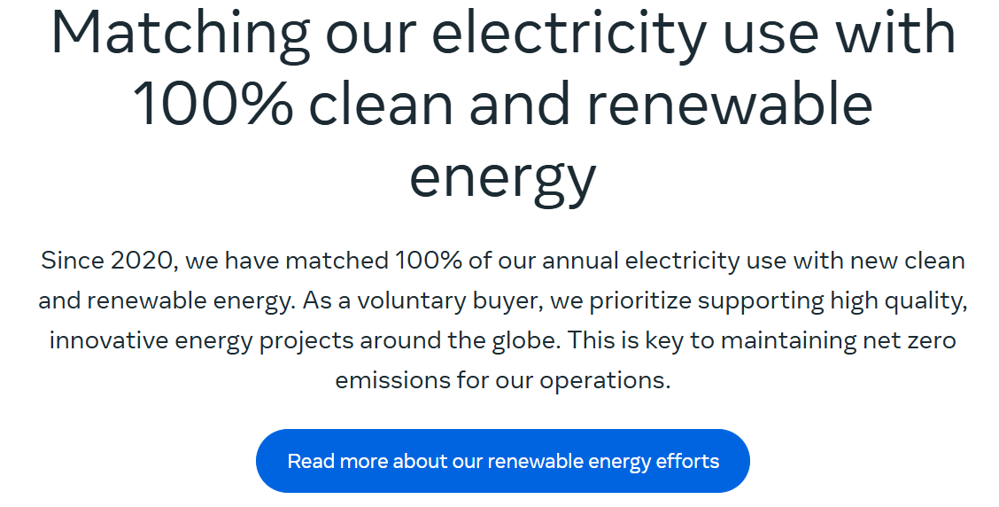 Matching our electricity use with
100% clean and renewable
energy
Since 2020, we have matched 100% of our annual electricity use with new clean
and renewable energy. As a voluntary buyer, we prioritize supporting high quality,
innovative energy projects around the globe. This is key to maintaining net zero
emissions for our operations.
Read more about our renewable energy efforts